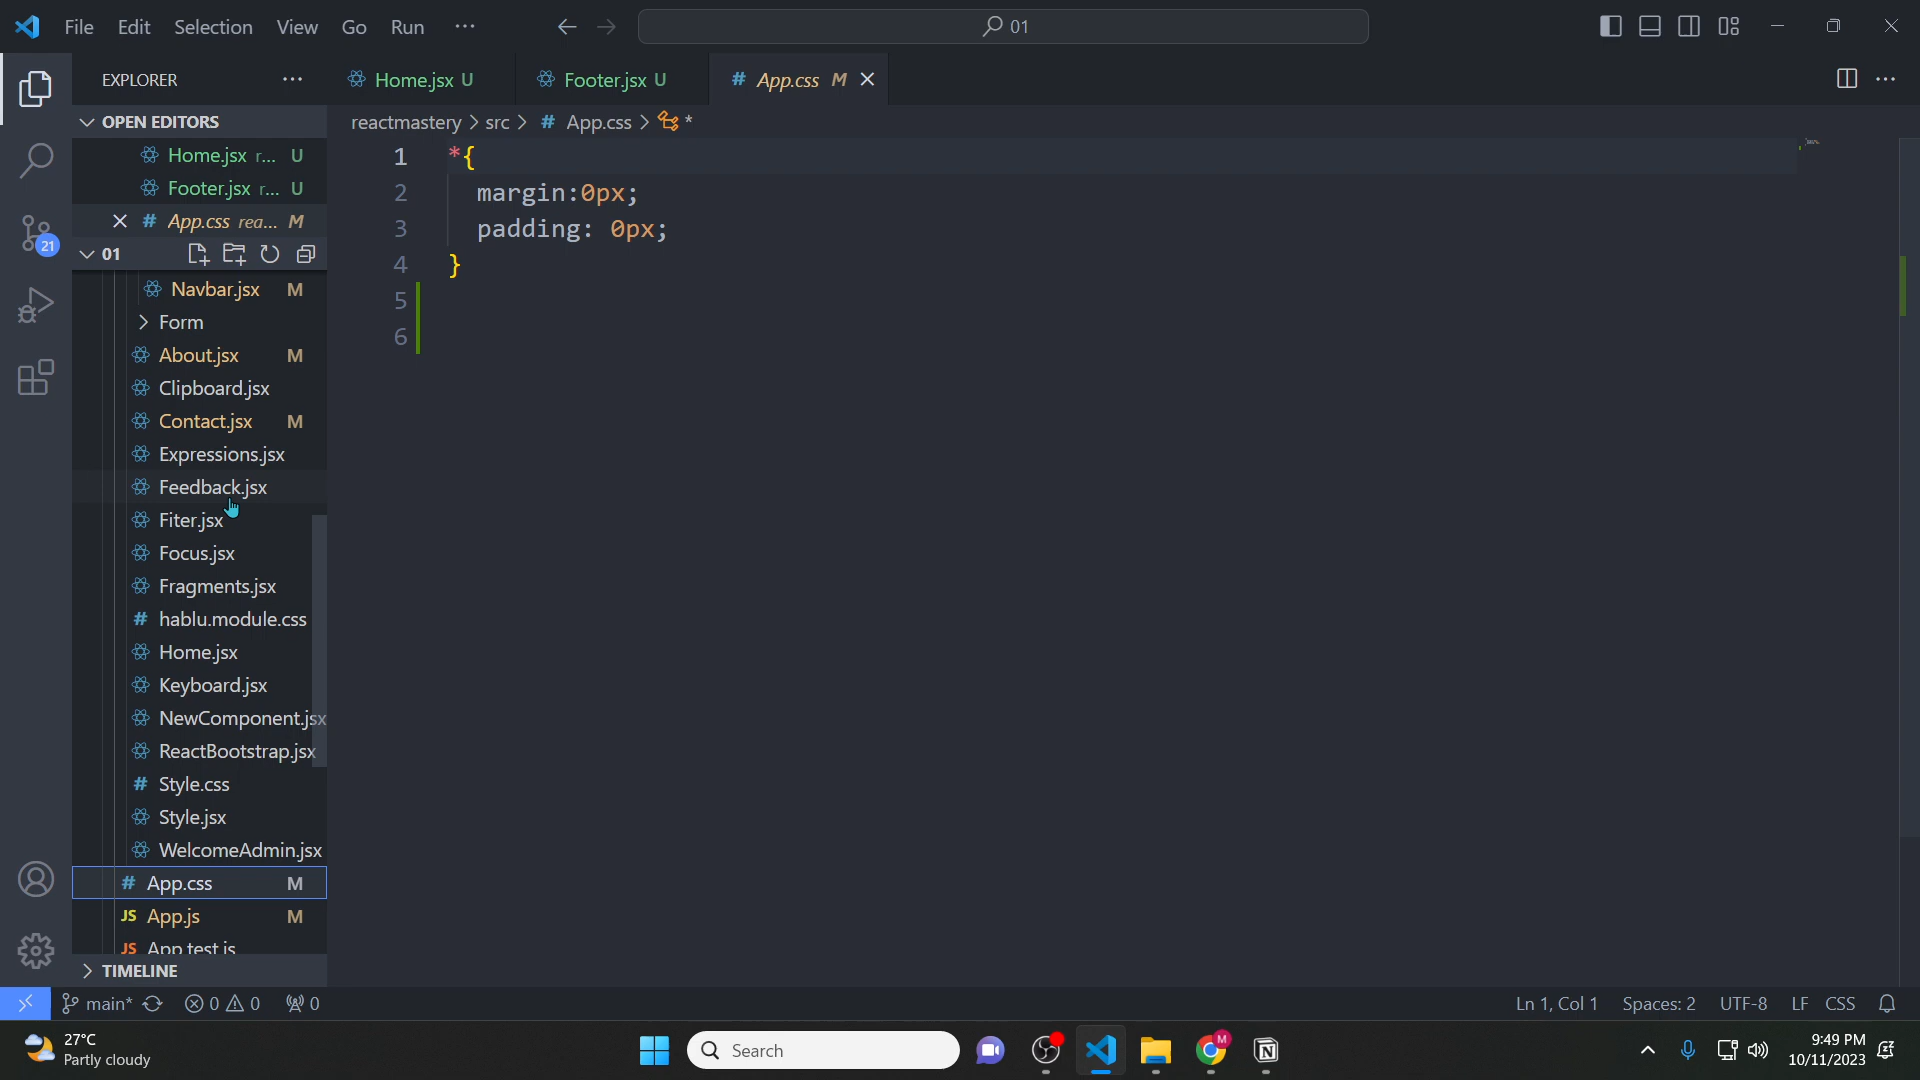 File Edit Selection View Go Run ···
01
EXPLORER ···
Home.jsx U
Footer.jsx U
# App.css M
OPEN EDITORS
Home.jsx r... U
Footer.jsx r... U
# App.css rea... M
01
reactmastery > src > # App.css > *
21
Navbar.jsx M
Form
About.jsx M
Clipboard.jsx
Contact.jsx M
Expressions.jsx
Feedback.jsx
Fiter.jsx
Focus.jsx
Fragments.jsx
# hablu.module.css
Home.jsx
Keyboard.jsx
NewComponent.jsx
ReactBootstrap.jsx
# Style.css
Style.jsx
WelcomeAdmin.jsx
# App.css M
JS App.js M
JS App.test.js
TIMELINE
1 *{
2 margin:0px;
3 padding: 0px;
4 }
5
6
main* 0 0 0
Ln 1, Col 1 Spaces: 2 UTF-8 LF CSS
27°C
Partly cloudy
Search
M
9:49 PM
10/11/2023